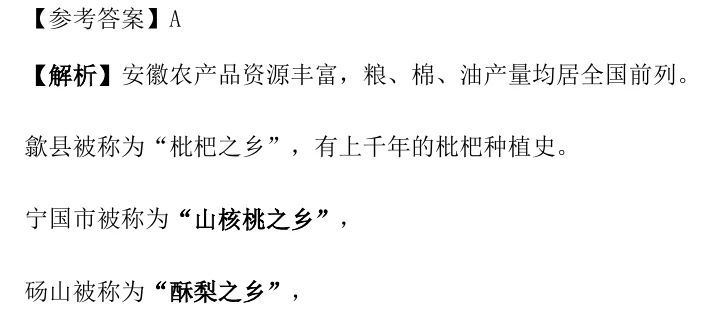 【参考答案】A
【解析】安徽农产品资源丰富，粮、棉、油产量均居全国前列。
歙县被称为“枇杷之乡”，有上千年的枇杷种植史。
宁国市被称为“山核桃之乡”，
砀山被称为“酥梨之乡”，